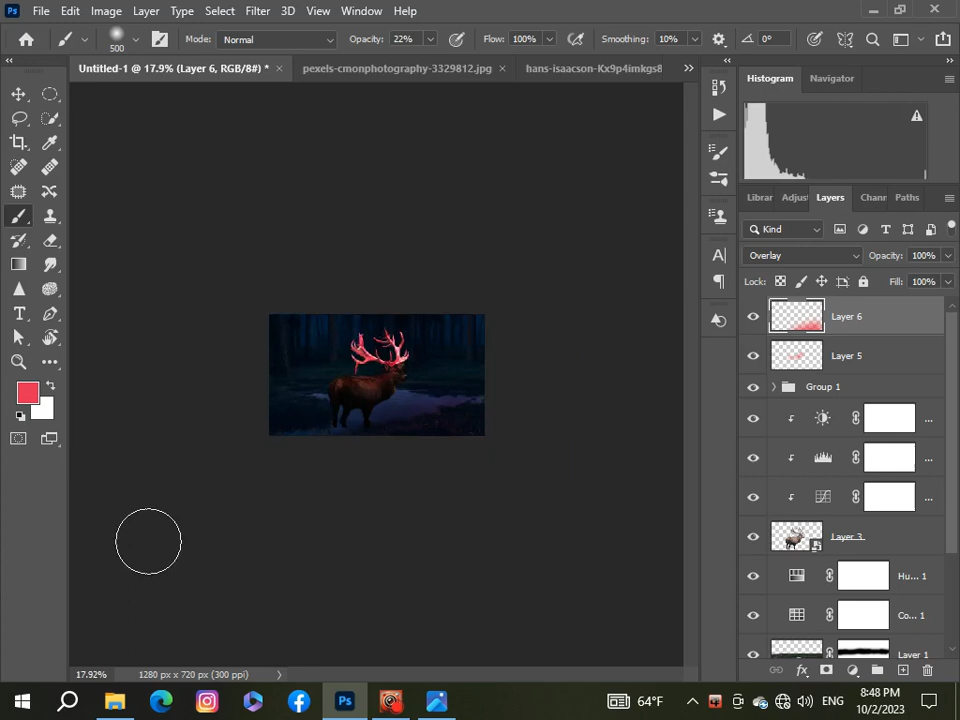 Ps File Edit Image Layer Type Select Filter 3D View Window Help
500 Mode: Normal Opacity: 22% Flow: 100% Smoothing: 10% 0°
Untitled-1 @ 17.9% (Layer 6, RGB/8#) * × pexels-cmonphotography-3329812.jpg × hans-isaacson-Kx9p4imkgs8
Histogram Navigator
Librar Adjus Layers Chann Paths
Kind
Overlay Opacity: 100%
Lock: Fill: 100%
Layer 6
Layer 5
Group 1
...
...
...
Layer 3
Hu... 1
Co... 1
Layer 1
17.92% 1280 px x 720 px (300 ppi)
Ps 64°F ENG 8:48 PM
10/2/2023